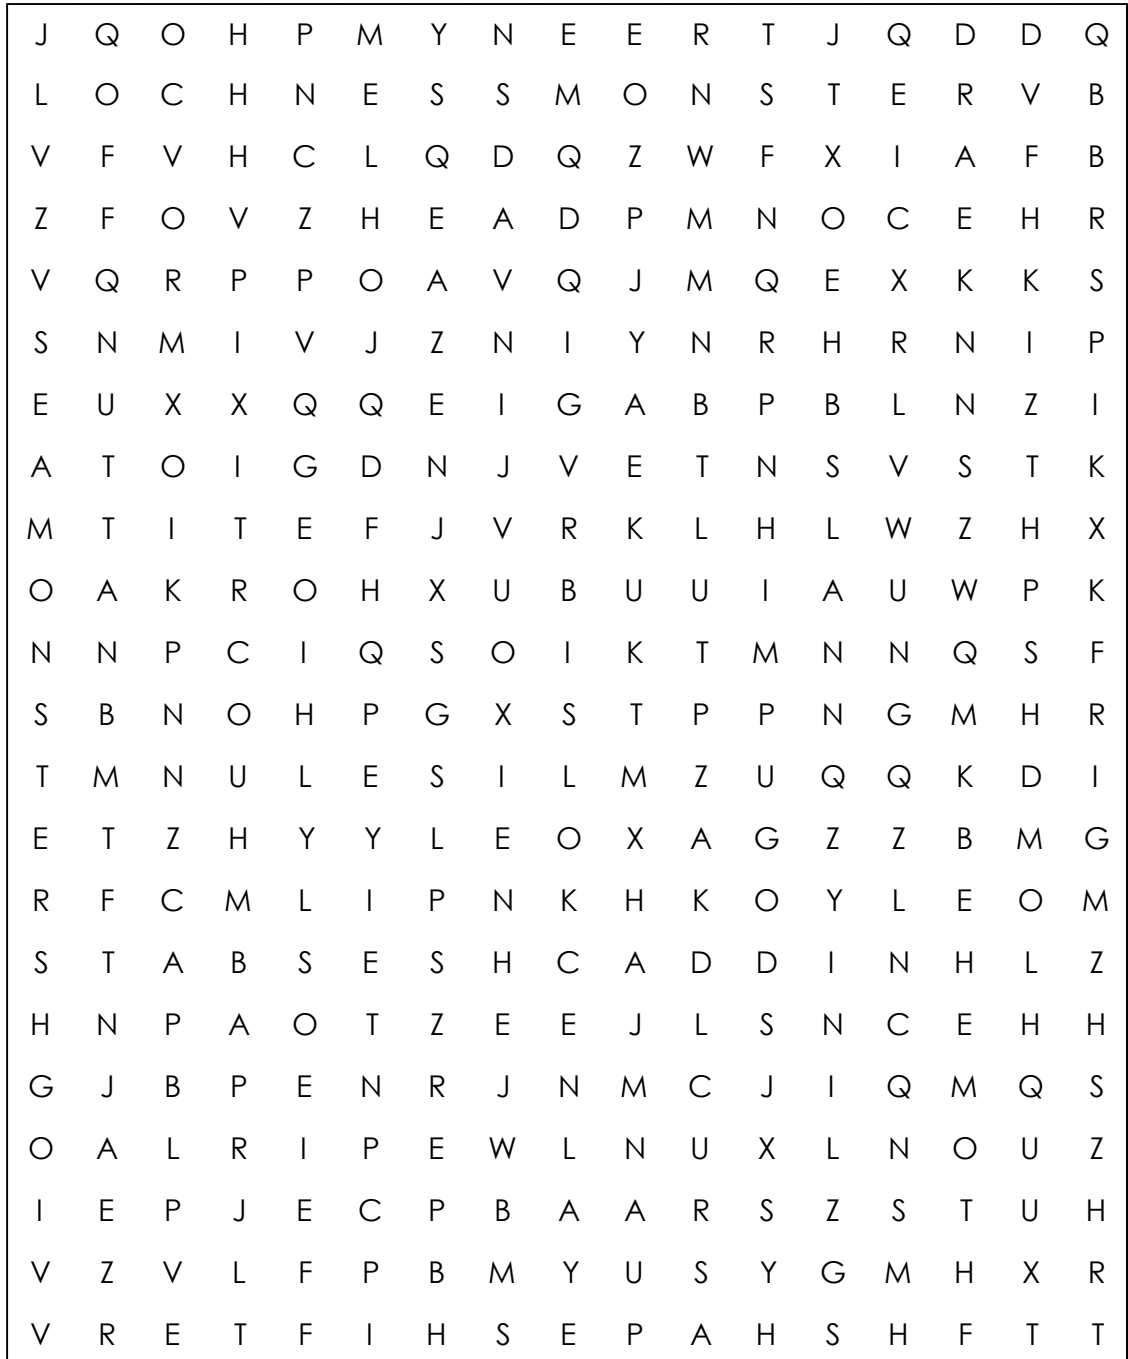 J Q O H P M Y N E E R T J Q D D Q
L O C H N E S S M O N S T E R V B
V F V H C L Q D Q Z W F X I A F B
Z F O V Z H E A D P M N O C E H R
V Q R P P O A V Q J M Q E X K K S
S N M I V J Z N I Y N R H R N I P
E U X X Q Q E I G A B P B L N Z I
A T O I G D N J V E T N S V S T K
M T I T E F J V R K L H L W Z H X
O A K R O H X U B U U I A U W P K
N N P C I Q S O I K T M N N Q S F
S B N O H P G X S T P P N G M H R
T M N U L E S I L M Z U Q Q K D I
E T Z H Y Y L E O X A G Z Z B M G
R F C M L I P N K H K O Y L E O M
S T A B S E S H C A D D I N H L Z
H N P A O T Z E E J L S N C E H H
G J B P E N R J N M C J I Q M Q S
O A L R I P E W L N U X L N O U Z
I E P J E C P B A A R S Z S T U H
V Z V L F P B M Y U S Y G M H X R
V R E T F I H S E P A H S H F T T